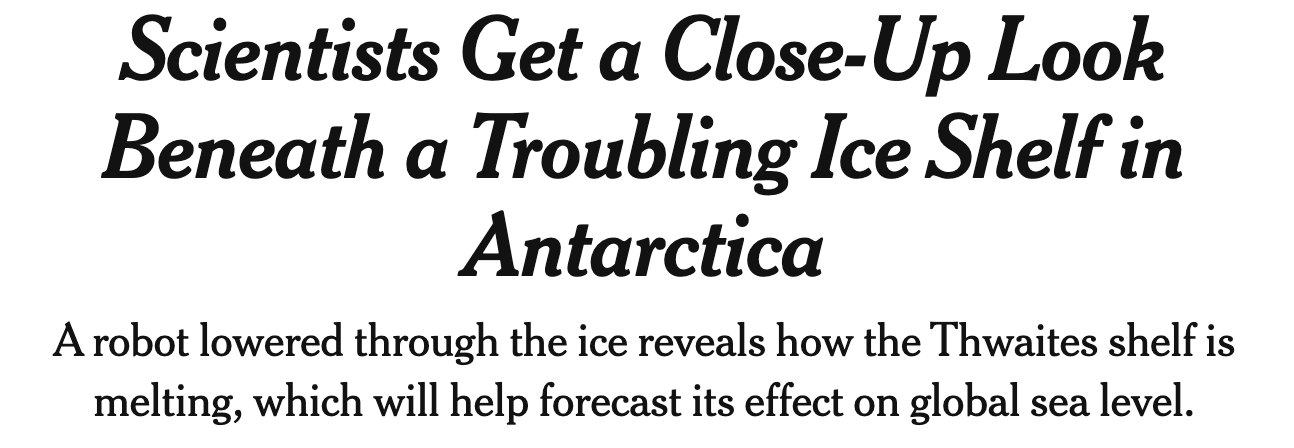 Scientists Get a Close-Up Look
Beneath a Troubling Ice Shelf in
Antarctica
A robot lowered through the ice reveals how the Thwaites shelf is
melting, which will help forecast its effect on global sea level.